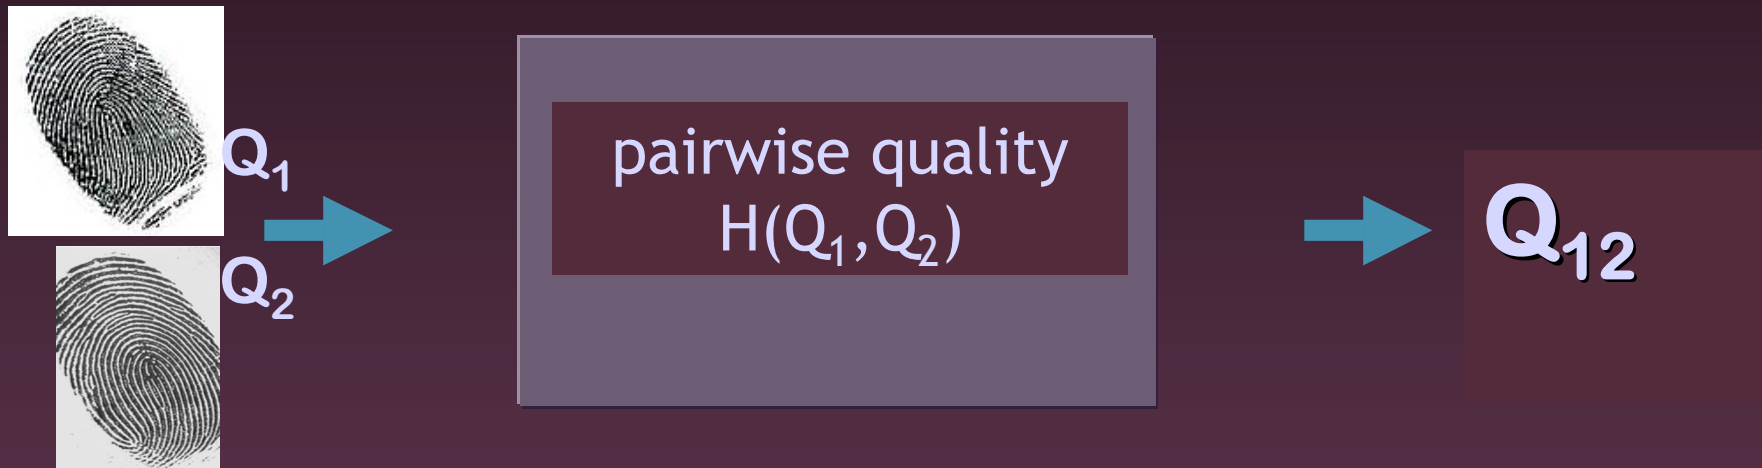 Q₁
Q₂
pairwise quality
H(Q₁,Q₂)
Q₁₂